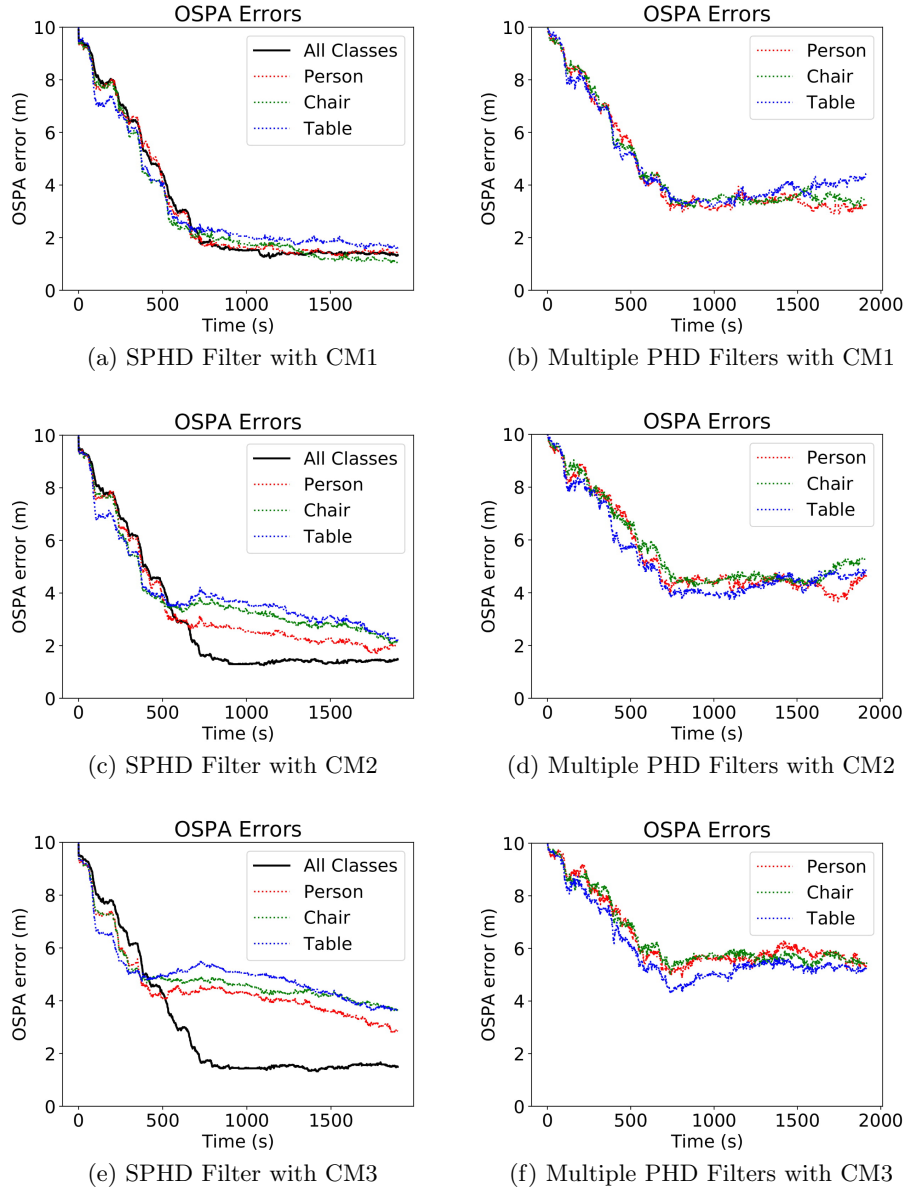 OSPA Errors
OSPA error (m)
10
8
6
4
2
0
All Classes
Person
Chair
Table
0 500 1000 1500
Time (s)
(a) SPHD Filter with CM1
OSPA Errors
OSPA error (m)
10
8
6
4
2
0
Person
Chair
Table
0 500 1000 1500 2000
Time (s)
(b) Multiple PHD Filters with CM1
OSPA Errors
OSPA error (m)
10
8
6
4
2
0
All Classes
Person
Chair
Table
0 500 1000 1500
Time (s)
(c) SPHD Filter with CM2
OSPA Errors
OSPA error (m)
10
8
6
4
2
0
Person
Chair
Table
0 500 1000 1500 2000
Time (s)
(d) Multiple PHD Filters with CM2
OSPA Errors
OSPA error (m)
10
8
6
4
2
0
All Classes
Person
Chair
Table
0 500 1000 1500
Time (s)
(e) SPHD Filter with CM3
OSPA Errors
OSPA error (m)
10
8
6
4
2
0
Person
Chair
Table
0 500 1000 1500 2000
Time (s)
(f) Multiple PHD Filters with CM3